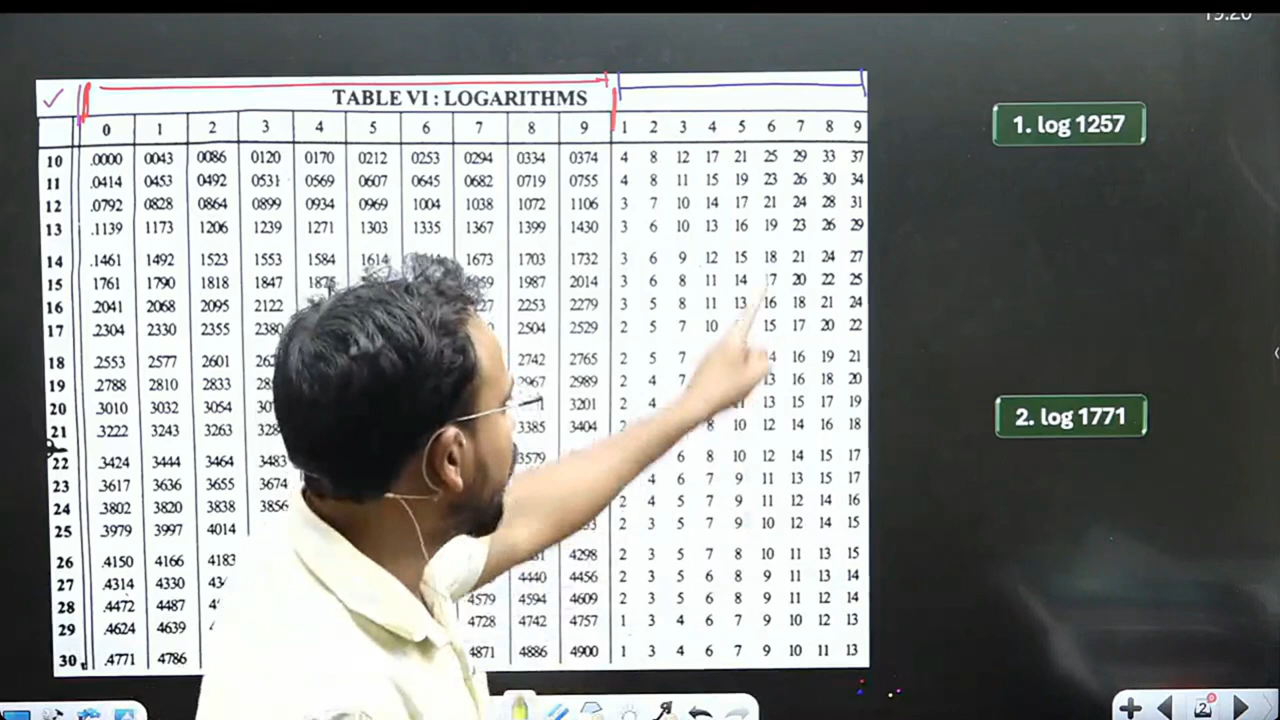 TABLE VI : LOGARITHMS
0 1 2 3 4 5 6 7 8 9 1 2 3 4 5 6 7 8 9
10 .0000 0043 0086 0120 0170 0212 0253 0294 0334 0374 4 8 12 17 21 25 29 33 37
11 .0414 0453 0492 0531 0569 0607 0645 0682 0719 0755 4 8 11 15 19 23 26 30 34
12 .0792 0828 0864 0899 0934 0969 1004 1038 1072 1106 3 7 10 14 17 21 24 28 31
13 .1139 1173 1206 1239 1271 1303 1335 1367 1399 1430 3 6 10 13 16 19 23 26 29
14 .1461 1492 1523 1553 1584 1614 1673 1703 1732 3 6 9 12 15 18 21 24 27
15 1761 1790 1818 1847 1987 2014 3 6 8 11 14 17 20 22 25
16 .2041 2068 2095 2122 2253 2279 3 5 8 11 13 16 18 21 24
17 .2304 2330 2355 2380 2504 2529 2 5 7 10 15 17 20 22
18 .2553 2577 2601 2742 2765 2 5 7 16 19 21
19 .2788 2810 2833 2967 2989 2 4 7 13 16 18 20
20 .3010 3032 3054 3201 2 4 13 15 17 19
21 .3222 3243 3263 3385 3404 8 10 12 14 16 18
22 .3424 3444 3464 3483 3579 6 8 10 12 14 15 17
23 .3617 3636 3655 3674 4 6 7 9 11 13 15 17
24 .3802 3820 3838 3856 2 4 5 7 9 11 12 14 16
25 .3979 3997 4014 2 3 5 7 9 10 12 14 15
26 .4150 4166 4183 4298 2 3 5 7 8 10 11 13 15
27 .4314 4330 4440 4456 2 3 5 6 8 9 11 13 14
28 .4472 4487 4579 4594 4609 2 3 5 6 8 9 11 12 14
29 .4624 4639 4728 4742 4757 1 3 4 6 7 9 10 12 13
30 .4771 4786 4871 4886 4900 1 3 4 6 7 9 10 11 13
1. log 1257
2. log 1771
2